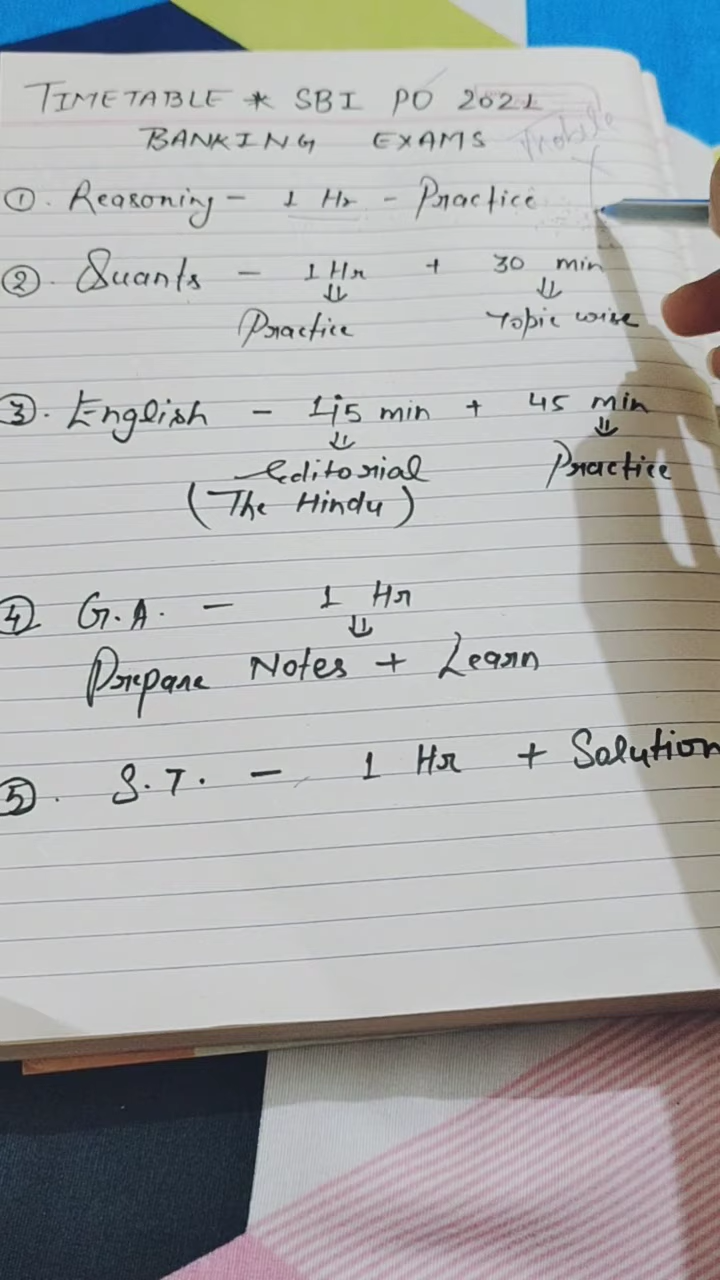 TIMETABLE * SBI PO 2021
BANKING EXAMS
① . Reasoning - 1 Hr - Practice
② . Quants - 1 Hr + 30 min
⇓ ⇓
Practice Topic wise
③ . English - 15 min + 45 min
⇓ ⇓
Editorial Practice
(The Hindu)
④ G.A. - 1 Hr
⇓
Prepare Notes + Learn
⑤ . S.T. - 1 Hr + Solution